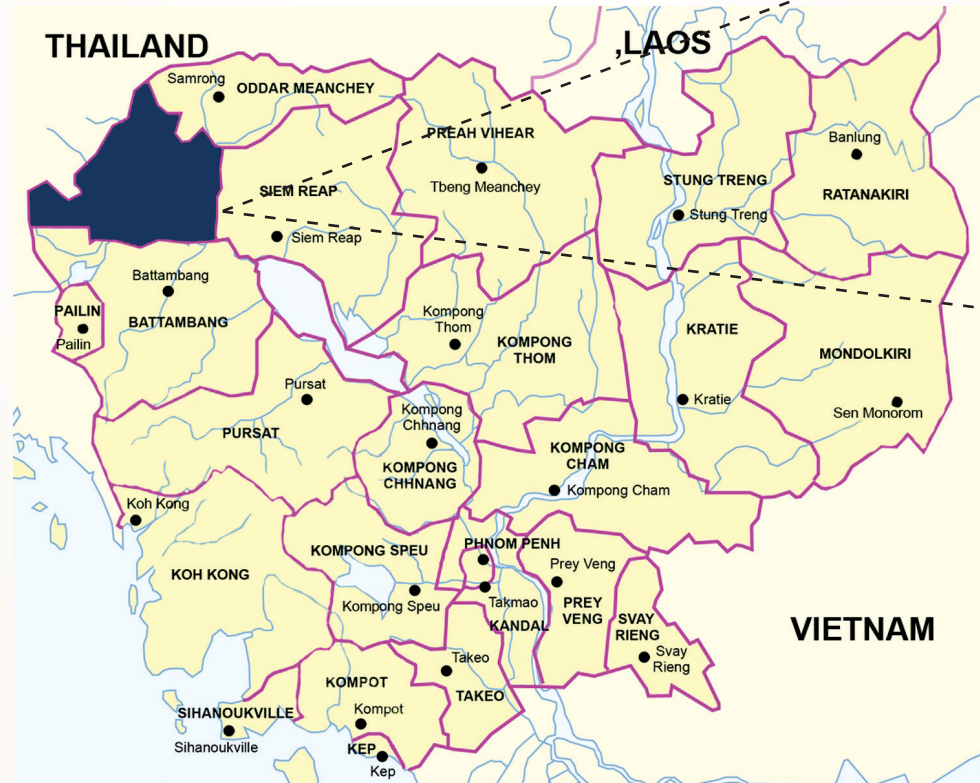 THAILAND
,LAOS
Samrong
ODDAR MEANCHEY
PREAH VIHEAR
Banlung
Tbeng Meanchey
STUNG TRENG
SIEM REAP
RATANAKIRI
Stung Treng
Siem Reap
Battambang
PAILIN
Kompong
Thom
BATTAMBANG
KRATIE
Pailin
KOMPONG
THOM
MONDOLKIRI
Pursat
Kratie
Kompong
Chhnang
Sen Monorom
PURSAT
KOMPONG
CHAM
KOMPONG
CHHNANG
Kompong Cham
Koh Kong
PHNOM PENH
KOMPONG SPEU
Prey Veng
KOH KONG
Kompong Speu
Takmao
PREY
VENG
KANDAL
SVAY
RIENG
VIETNAM
Svay
Rieng
Takeo
KOMPOT
TAKEO
SIHANOUKVILLE
Kompot
Sihanoukville
KEP
Kep